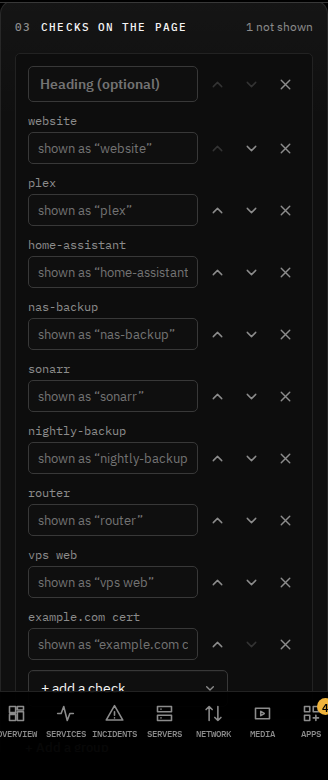 03 CHECKS ON THE PAGE 1 not shown
Heading (optional)
website
shown as “website”
plex
shown as “plex”
home-assistant
shown as “home-assistant
nas-backup
shown as “nas-backup”
sonarr
shown as “sonarr”
nightly-backup
shown as “nightly-backup
router
shown as “router”
vps web
shown as “vps web”
example.com cert
shown as “example.com c
+ add a check
4
OVERVIEW SERVICES INCIDENTS SERVERS NETWORK MEDIA APPS
+ Add a group